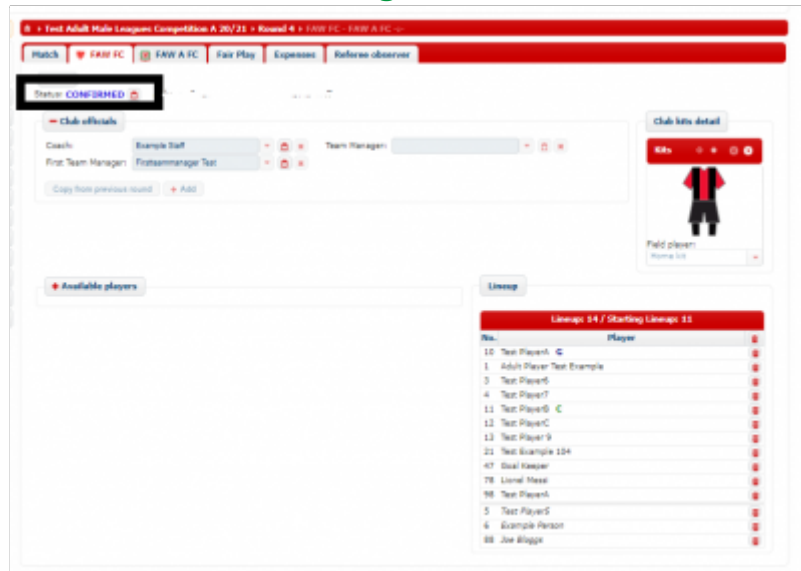 > Test Adult Male Leagues Competition A 20/21 > Round 4 > FAW FC - FAW A FC
Match FAW FC FAW A FC Fair Play Expenses Referee observer
Status: CONFIRMED
Club officials
Club kits detail
Coach: Example Staff Team Manager:
First Team Manager: Firstteammanager Test
Kits
Copy from previous round + Add
Field player:
Home kit
+ Available players
Lineup
Lineup: 14 / Starting Lineup: 11
No. Player
10 Test PlayerA G
1 Adult Player Test Example
3 Test Player6
4 Test Player7
11 Test PlayerB C
12 Test PlayerC
13 Test Player 9
21 Test Example 104
47 Goal Keeper
78 Lionel Messi
98 Test PlayerA
5 Test Player5
6 Example Person
88 Joe Bloggs